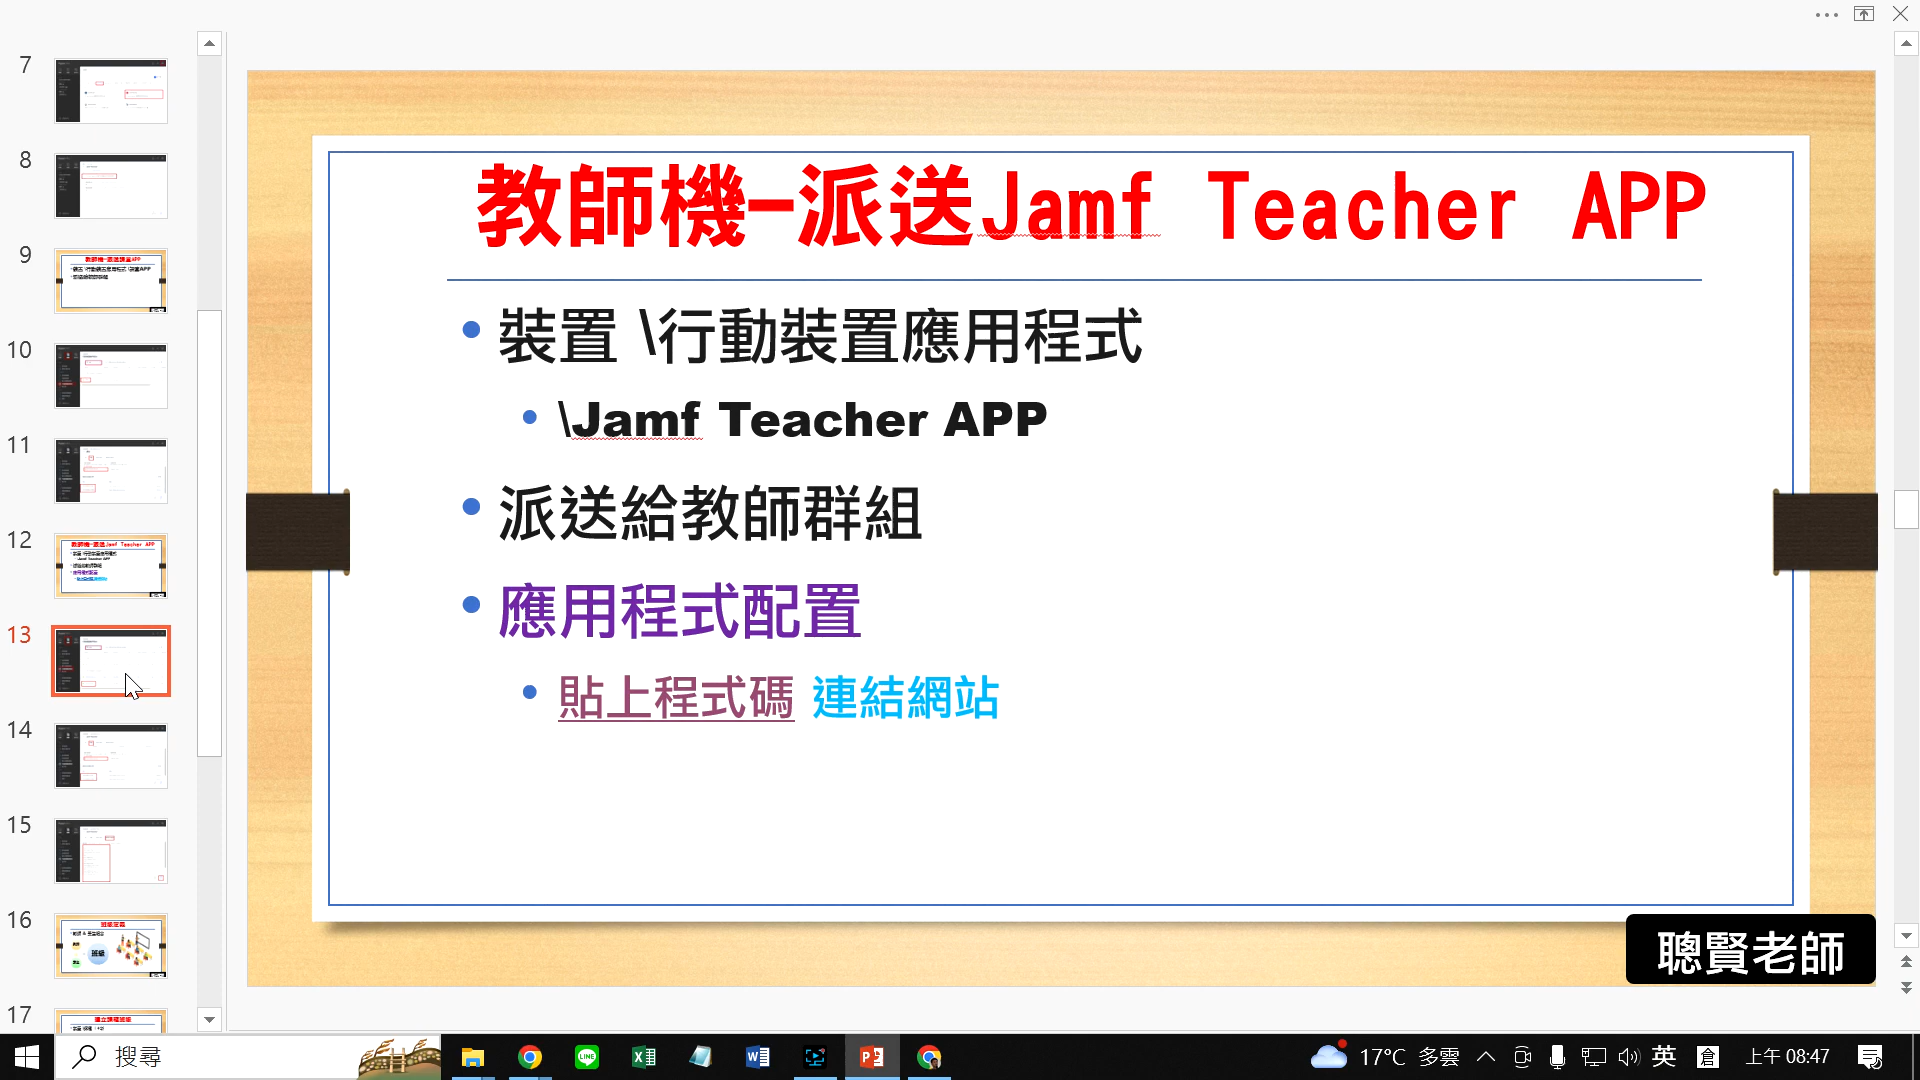 7
8
9
10
11
12
13
14
15
16
17
教師機-派送Jamf Teacher APP
裝置 \行動裝置應用程式
\Jamf Teacher APP
派送給教師群組
應用程式配置
貼上程式碼 連結網站
聰賢老師
搜尋
17°C 多雲
英
倉
上午 08:47